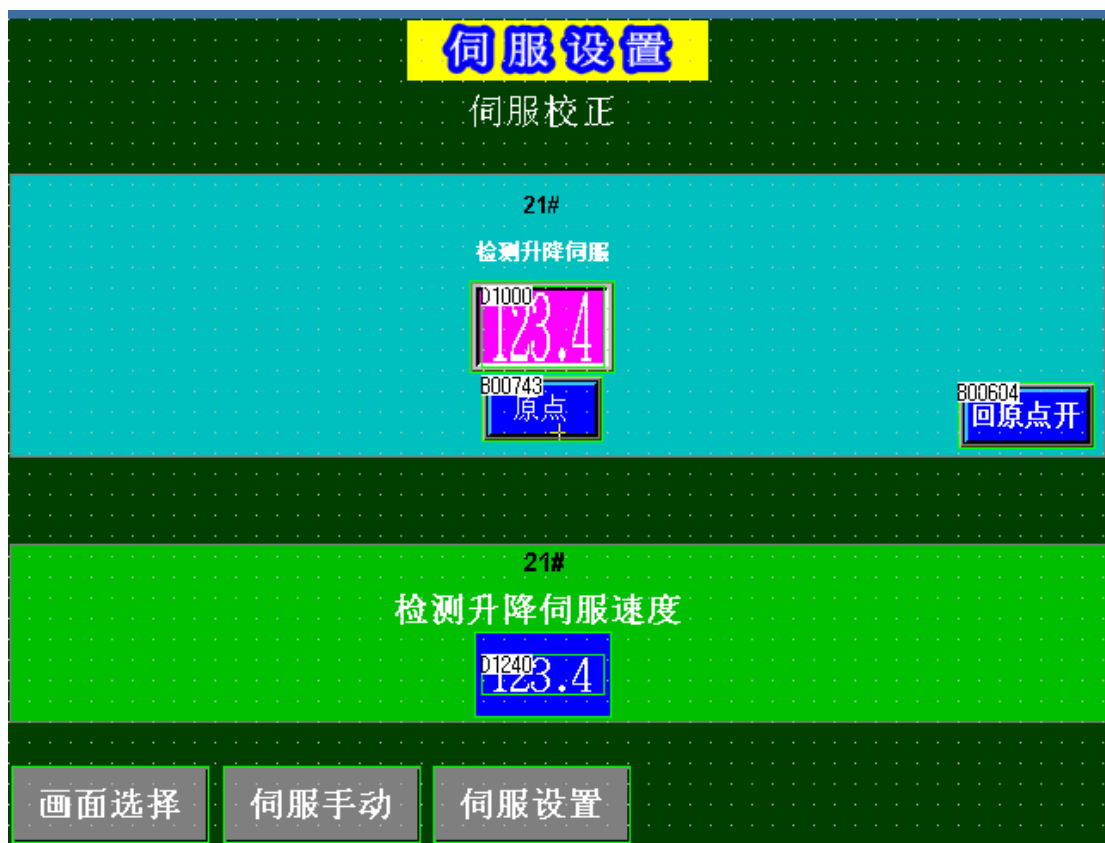 伺服设置
伺服校正
21#
检测升降伺服
D1000
123.4
B00743
原点
B00604
回原点开
21#
检测升降伺服速度
D1240
123.4
画面选择
伺服手动
伺服设置